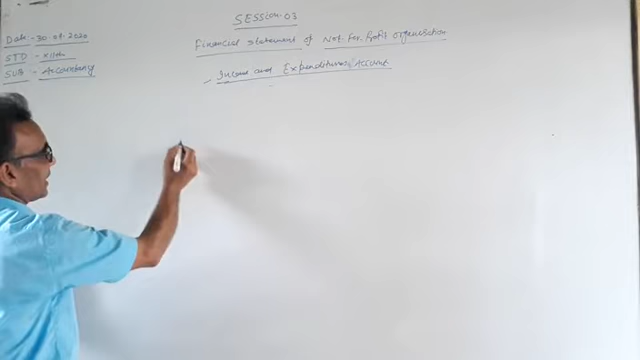 SESSION-03
Date - 30-09-2020
STD - XIIth
SUB - Accountancy
Financial statement of Not-For-Profit Organisation
Income and Expenditures Account